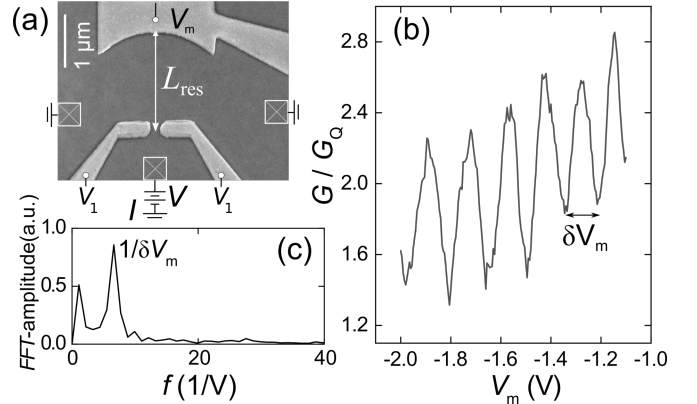 (a)
V_m
1 μm
L_res
V_1
I
V
V_1
(c)
1/δV_m
FFT-amplitude(a.u.)
1.0
0.5
0.0
0
20
40
f (1/V)
(b)
G / G_Q
2.8
2.4
2.0
1.6
1.2
δV_m
-2.0 -1.8 -1.6 -1.4 -1.2 -1.0
V_m (V)